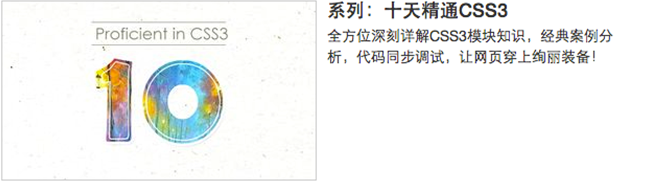 Proficient in CSS3
10
系列：十天精通CSS3
全方位深刻详解CSS3模块知识，经典案例分
析，代码同步调试，让网页穿上绚丽装备！